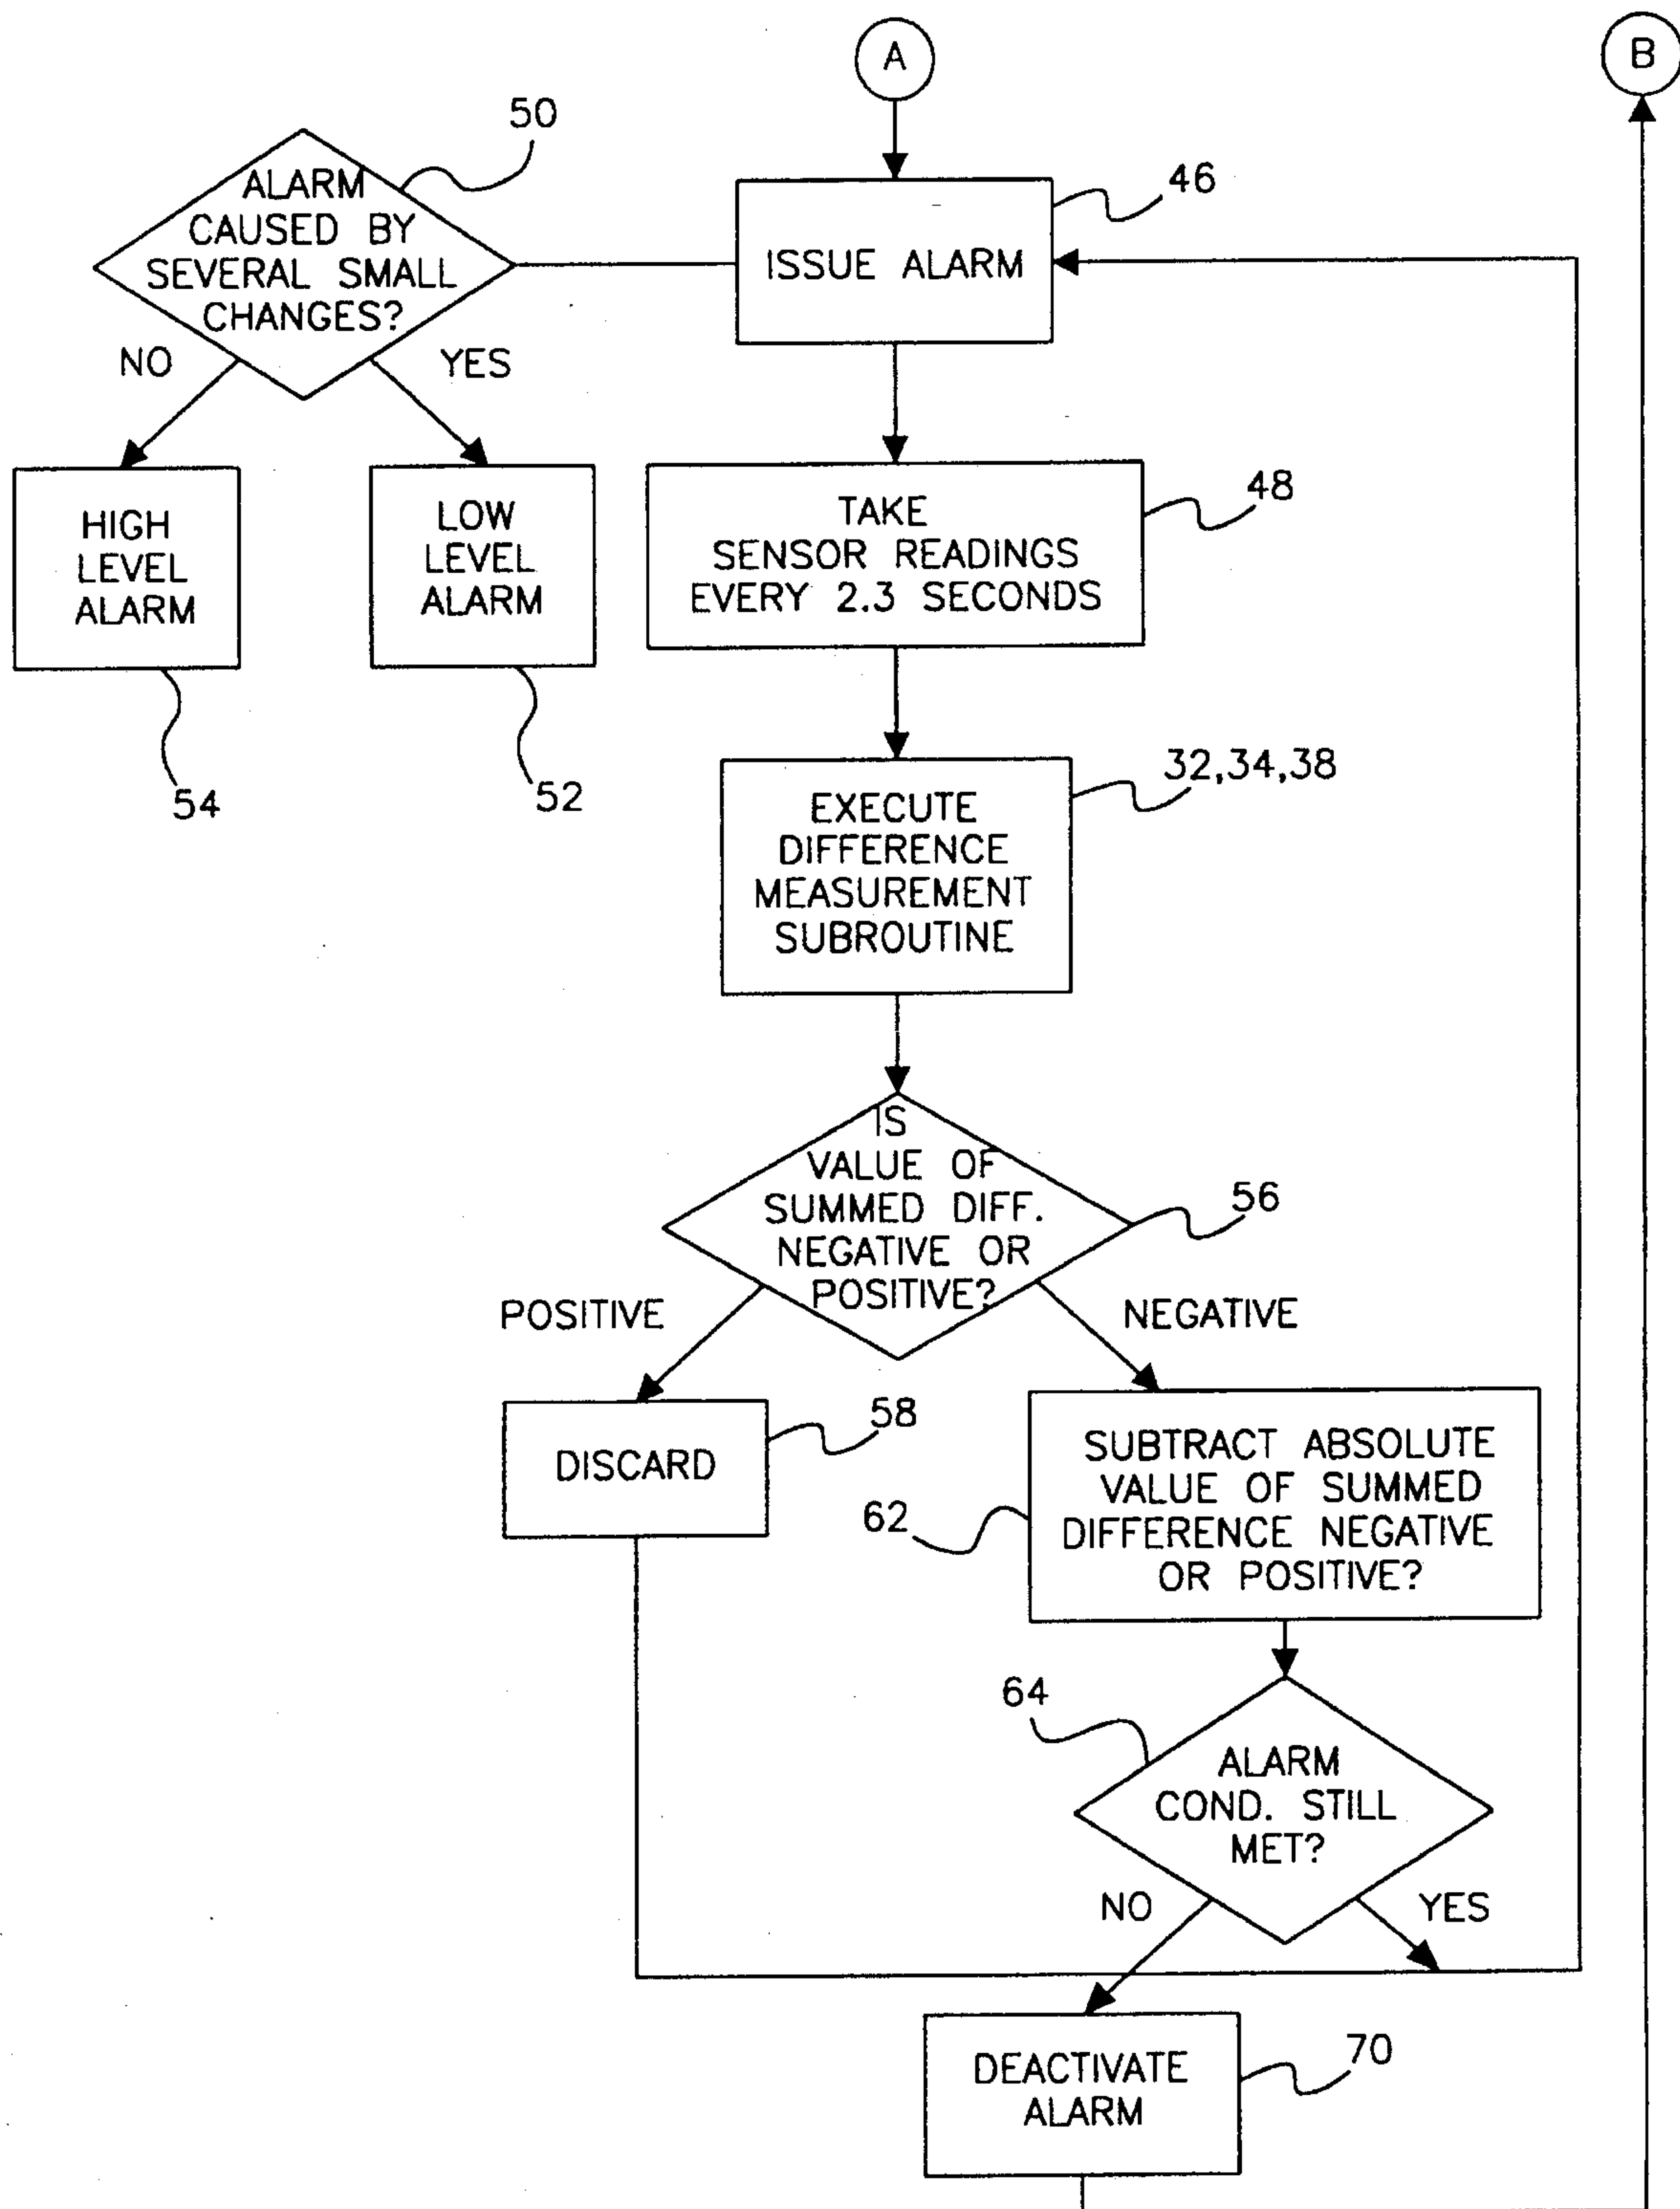 A
B
50
ALARM
CAUSED BY
SEVERAL SMALL
CHANGES?
NO
YES
46
ISSUE ALARM
HIGH
LEVEL
ALARM
54
LOW
LEVEL
ALARM
52
48
TAKE
SENSOR READINGS
EVERY 2.3 SECONDS
32,34,38
EXECUTE
DIFFERENCE
MEASUREMENT
SUBROUTINE
IS
VALUE OF
SUMMED DIFF.
NEGATIVE OR
POSITIVE?
56
POSITIVE
NEGATIVE
58
DISCARD
62
SUBTRACT ABSOLUTE
VALUE OF SUMMED
DIFFERENCE NEGATIVE
OR POSITIVE?
64
ALARM
COND. STILL
MET?
NO
YES
DEACTIVATE
ALARM
70